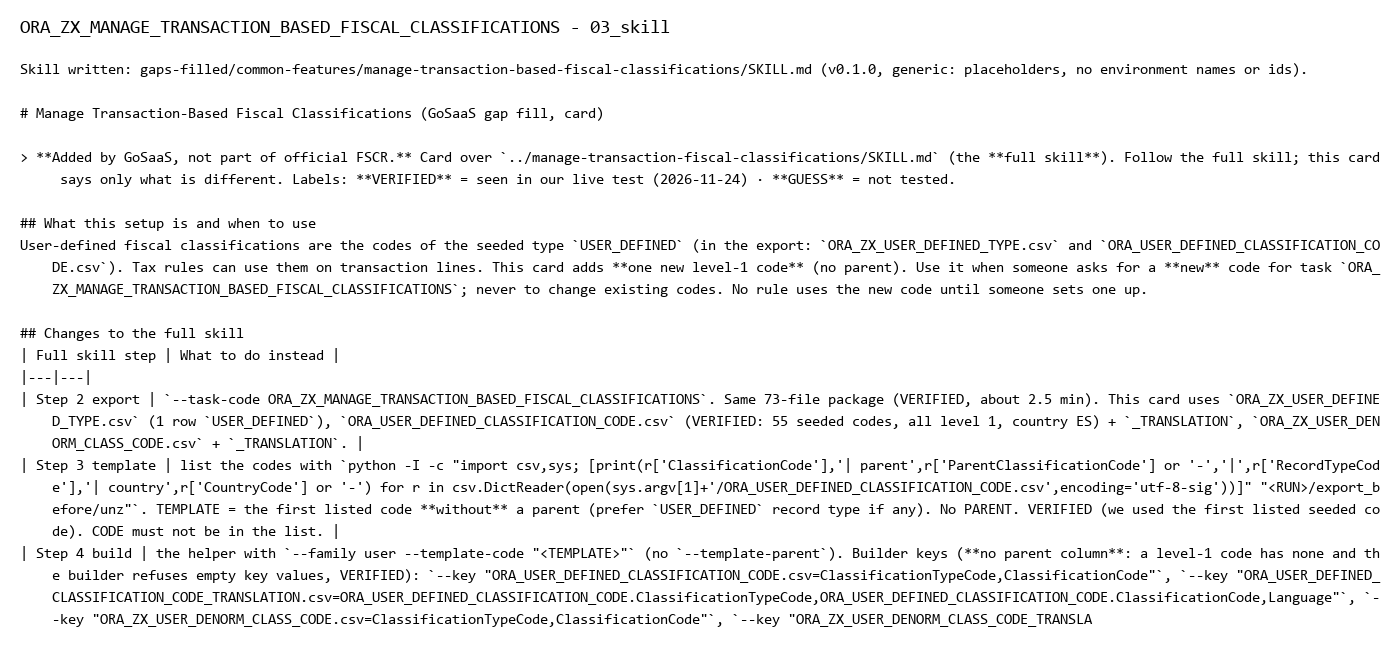 ORA_ZX_MANAGE_TRANSACTION_BASED_FISCAL_CLASSIFICATIONS - 03_skill
Skill written: gaps-filled/common-features/manage-transaction-based-fiscal-classifications/SKILL.md (v0.1.0, generic: placeholders, no environment names or ids).
# Manage Transaction-Based Fiscal Classifications (GoSaaS gap fill, card)
> **Added by GoSaaS, not part of official FSCR.** Card over `../manage-transaction-fiscal-classifications/SKILL.md` (the **full skill**). Follow the full skill; this card
says only what is different. Labels: **VERIFIED** = seen in our live test (2026-11-24) · **GUESS** = not tested.
## What this setup is and when to use
User-defined fiscal classifications are the codes of the seeded type `USER_DEFINED` (in the export: `ORA_ZX_USER_DEFINED_TYPE.csv` and `ORA_USER_DEFINED_CLASSIFICATION_CO
DE.csv`). Tax rules can use them on transaction lines. This card adds **one new level-1 code** (no parent). Use it when someone asks for a **new** code for task `ORA_
ZX_MANAGE_TRANSACTION_BASED_FISCAL_CLASSIFICATIONS`; never to change existing codes. No rule uses the new code until someone sets one up.
## Changes to the full skill
| Full skill step | What to do instead |
|---|---|
| Step 2 export | `--task-code ORA_ZX_MANAGE_TRANSACTION_BASED_FISCAL_CLASSIFICATIONS`. Same 73-file package (VERIFIED, about 2.5 min). This card uses `ORA_ZX_USER_DEFINE
D_TYPE.csv` (1 row `USER_DEFINED`), `ORA_USER_DEFINED_CLASSIFICATION_CODE.csv` (VERIFIED: 55 seeded codes, all level 1, country ES) + `_TRANSLATION`, `ORA_ZX_USER_DEN
ORM_CLASS_CODE.csv` + `_TRANSLATION`. |
| Step 3 template | list the codes with `python -I -c "import csv,sys; [print(r['ClassificationCode'],'| parent',r['ParentClassificationCode'] or '-','|',r['RecordTypeCod
e'],'| country',r['CountryCode'] or '-') for r in csv.DictReader(open(sys.argv[1]+'/ORA_USER_DEFINED_CLASSIFICATION_CODE.csv',encoding='utf-8-sig'))]" "<RUN>/export_b
efore/unz"`. TEMPLATE = the first listed code **without** a parent (prefer `USER_DEFINED` record type if any). No PARENT. VERIFIED (we used the first listed seeded co
de). CODE must not be in the list. |
| Step 4 build | the helper with `--family user --template-code "<TEMPLATE>"` (no `--template-parent`). Builder keys (**no parent column**: a level-1 code has none and th
e builder refuses empty key values, VERIFIED): `--key "ORA_USER_DEFINED_CLASSIFICATION_CODE.csv=ClassificationTypeCode,ClassificationCode"`, `--key "ORA_USER_DEFINED_
CLASSIFICATION_CODE_TRANSLATION.csv=ORA_USER_DEFINED_CLASSIFICATION_CODE.ClassificationTypeCode,ORA_USER_DEFINED_CLASSIFICATION_CODE.ClassificationCode,Language"`, `-
-key "ORA_ZX_USER_DENORM_CLASS_CODE.csv=ClassificationTypeCode,ClassificationCode"`, `--key "ORA_ZX_USER_DENORM_CLASS_CODE_TRANSLA